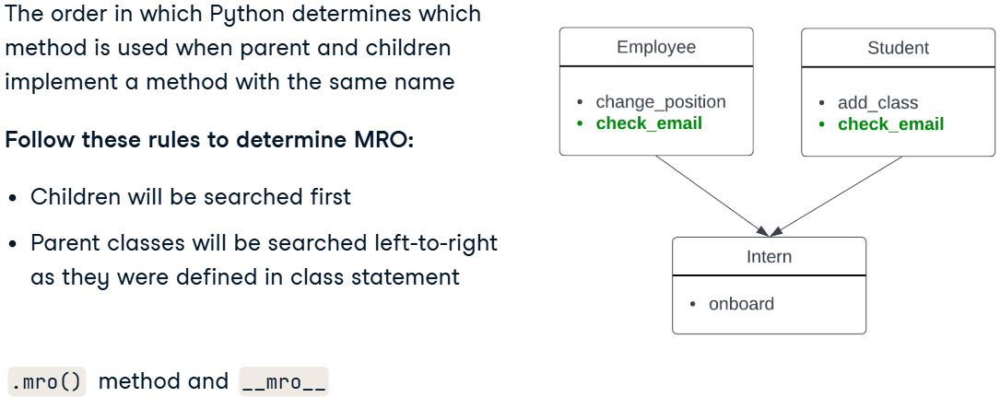 The order in which Python determines which
method is used when parent and children
implement a method with the same name
Follow these rules to determine MRO:
• Children will be searched first
• Parent classes will be searched left-to-right
as they were defined in class statement
.mro() method and __mro__
Employee
• change_position
• check_email
Student
• add_class
• check_email
Intern
• onboard